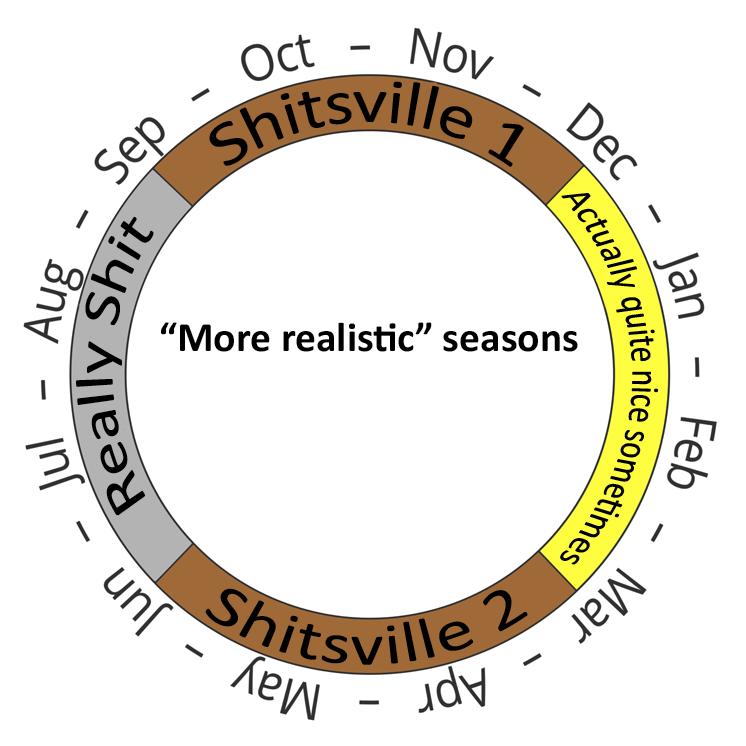 Oct – Nov – Dec – Jan – Feb – Mar – Apr – May – Jun – Jul – Aug – Sep –
Shitsville 1
Actually quite nice sometimes
Shitsville 2
Really Shit
“More realistic” seasons